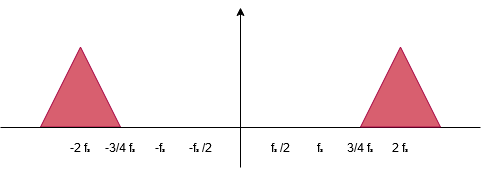 -2 fₛ -3/4 fₛ -fₛ -fₛ /2 fₛ /2 fₛ 3/4 fₛ 2 fₛ